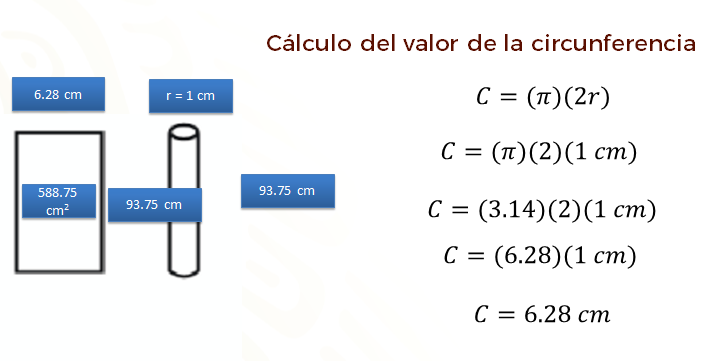 Cálculo del valor de la circunferencia
6.28 cm
r = 1 cm
588.75
cm²
93.75 cm
93.75 cm
C = (π)(2r)
C = (π)(2)(1 cm)
C = (3.14)(2)(1 cm)
C = (6.28)(1 cm)
C = 6.28 cm